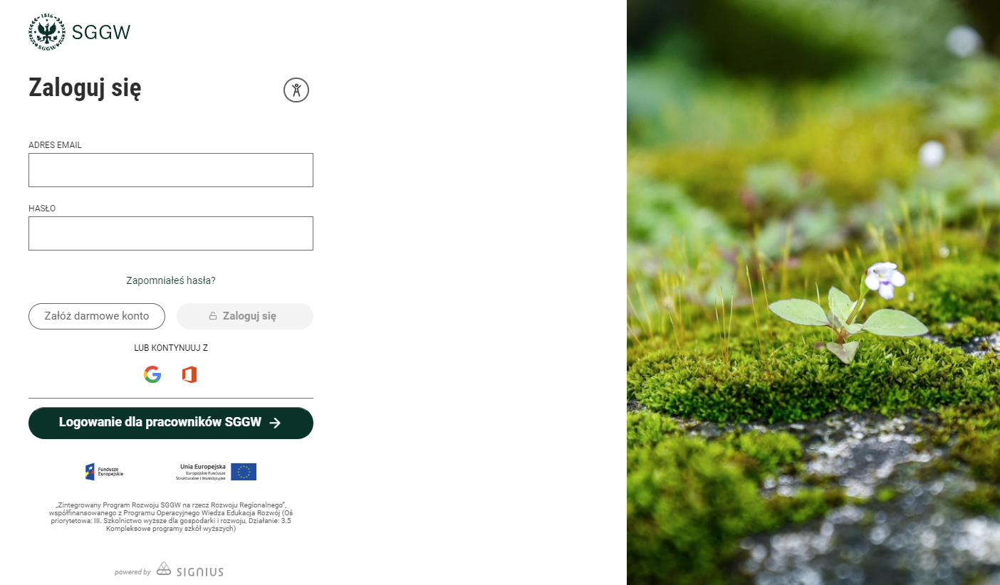 1816
SGGW
SGGW
Zaloguj się
ADRES EMAIL
HASŁO
Zapomniałeś hasła?
Załóż darmowe konto
Zaloguj się
LUB KONTYNUUJ Z
Logowanie dla pracowników SGGW
Fundusze
Europejskie
Unia Europejska
Europejskie Fundusze
Strukturalne i Inwestycyjne
„Zintegrowany Program Rozwoju SGGW na rzecz Rozwoju Regionalnego”,
współfinansowanego z Programu Operacyjnego Wiedza Edukacja Rozwój (Oś
priorytetowa: III. Szkolnictwo wyższe dla gospodarki i rozwoju, Działanie: 3.5
Kompleksowe programy szkół wyższych)
powered by SIGNIUS